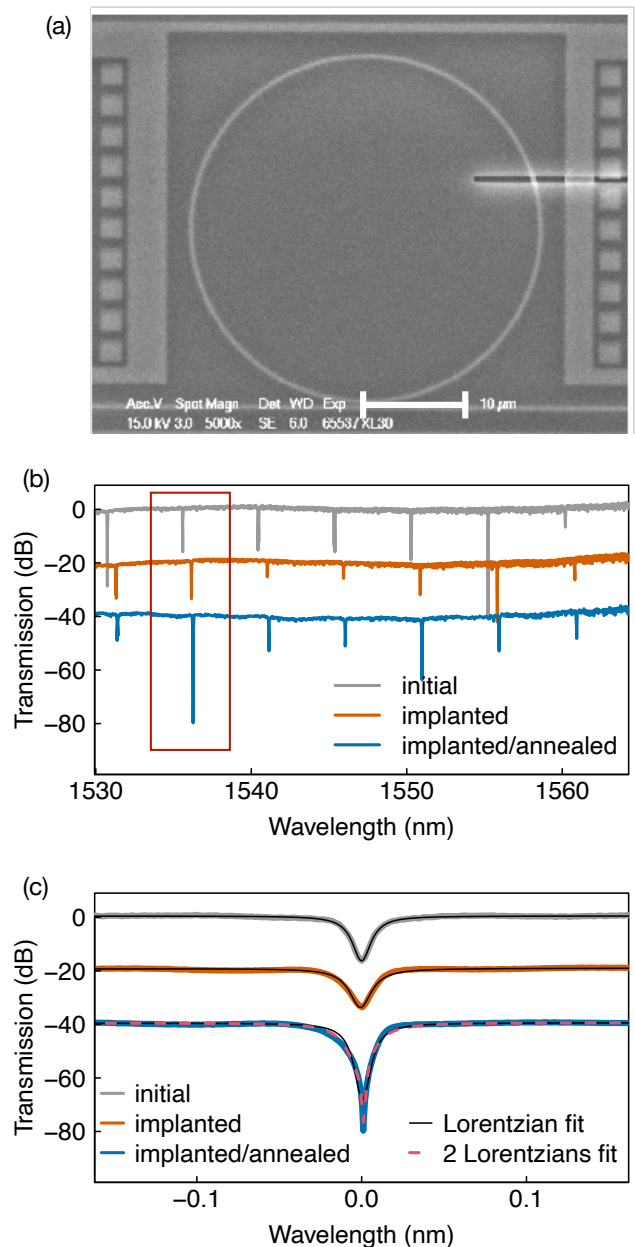 (a)
Acc.V Spot Magn Det WD Exp 10 µm
15.0 kV 3.0 5000x SE 6.0 65537 XL30
(b)
0
−20
−40
−60
−80
Transmission (dB)
initial
implanted
implanted/annealed
1530 1540 1550 1560
Wavelength (nm)
(c)
0
−20
−40
−60
−80
Transmission (dB)
initial
implanted
implanted/annealed
Lorentzian fit
2 Lorentzians fit
−0.1 0.0 0.1
Wavelength (nm)